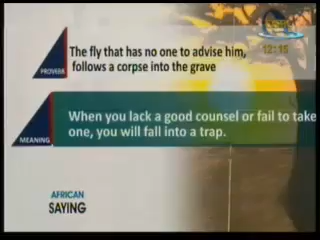 12:15
The fly that has no one to advise him,
follows a corpse into the grave
PROVERB
When you lack a good counsel or fail to take
one, you will fall into a trap.
MEANING
AFRICAN
SAYING